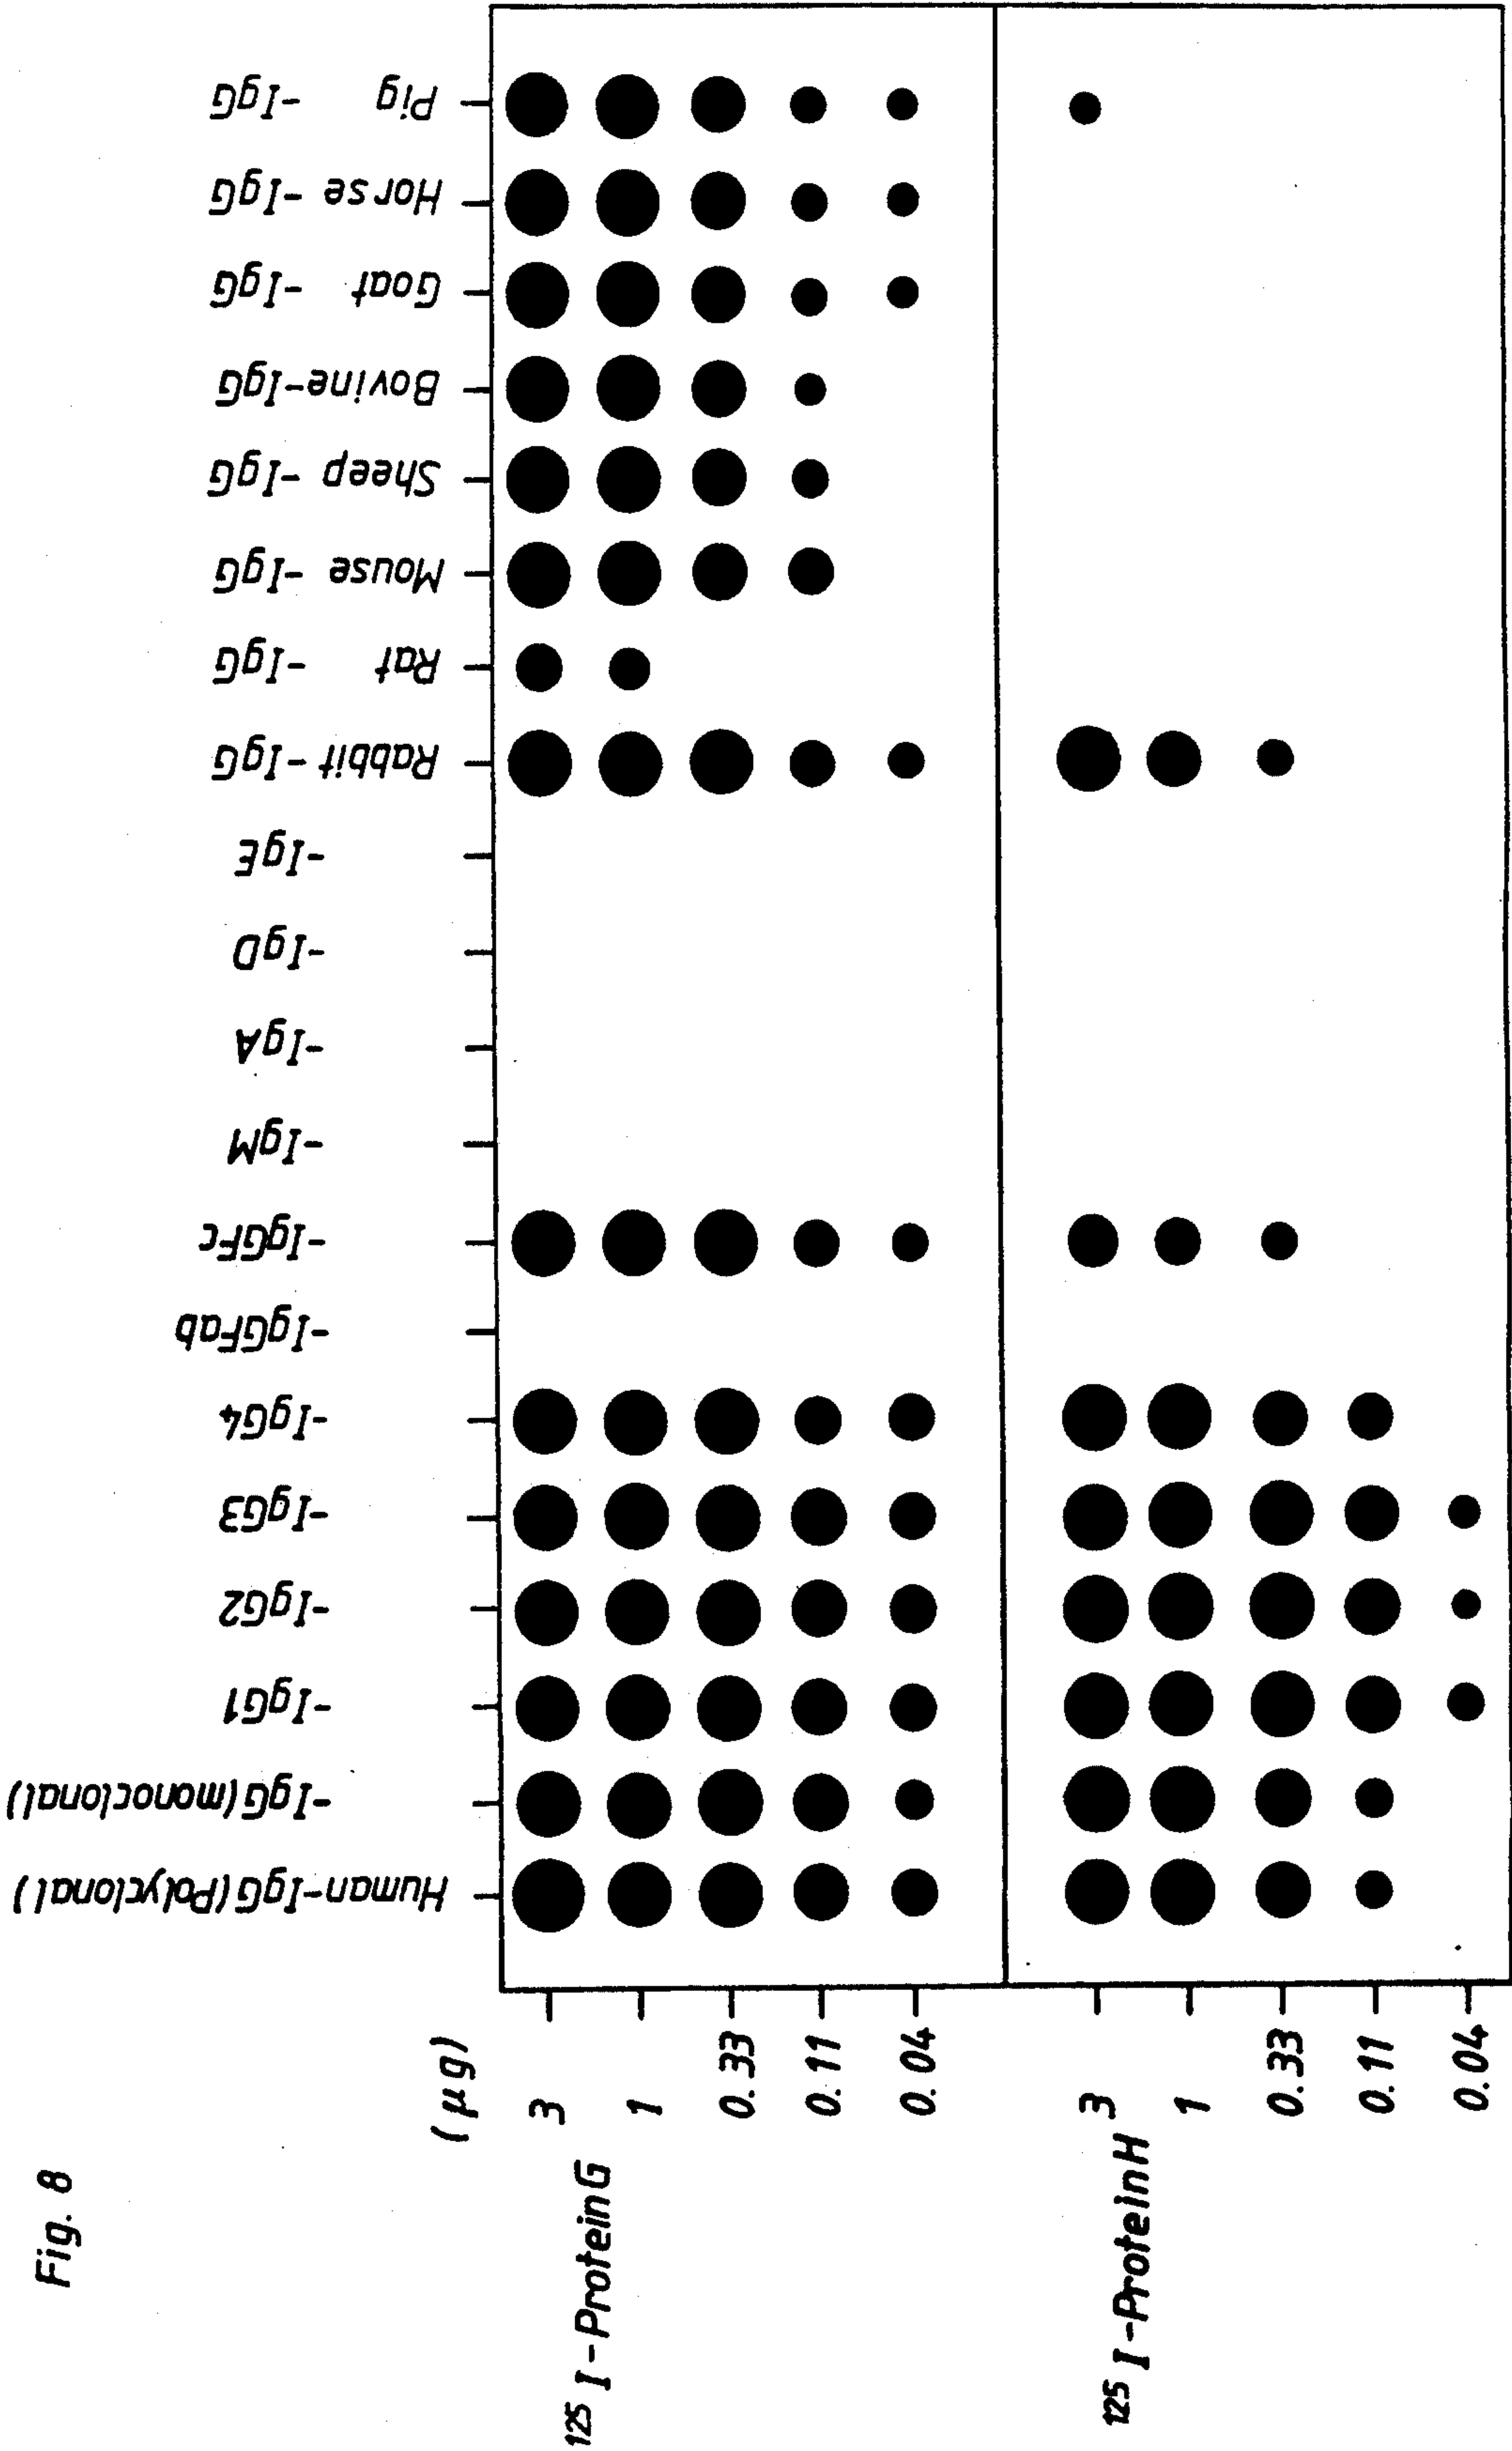 Fig. 8
Human-IgG (Polyclonal)
-IgG (monoclonal)
-IgG1
-IgG2
-IgG3
-IgG4
-IgGFab
-IgGFc
-IgM
-IgA
-IgD
-IgE
Rabbit-IgG
Rat -IgG
Mouse -IgG
Sheep -IgG
Bovine-IgG
Goat -IgG
Horse -IgG
Pig -IgG
(μg)
125 I-ProteinG
3
1
0.33
0.11
0.04
125 I-ProteinH
3
1
0.33
0.11
0.04